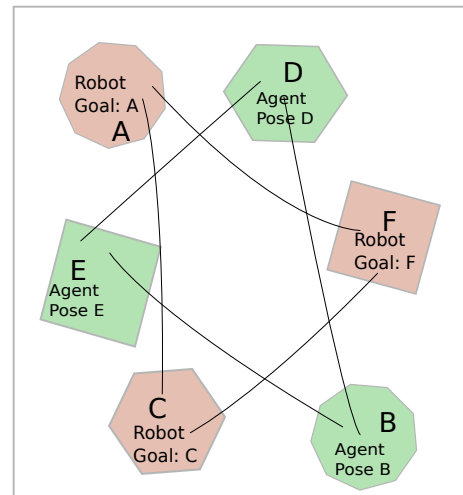 Robot
Goal: A
A
D
Agent
Pose D
F
Robot
Goal: F
E
Agent
Pose E
C
Robot
Goal: C
B
Agent
Pose B